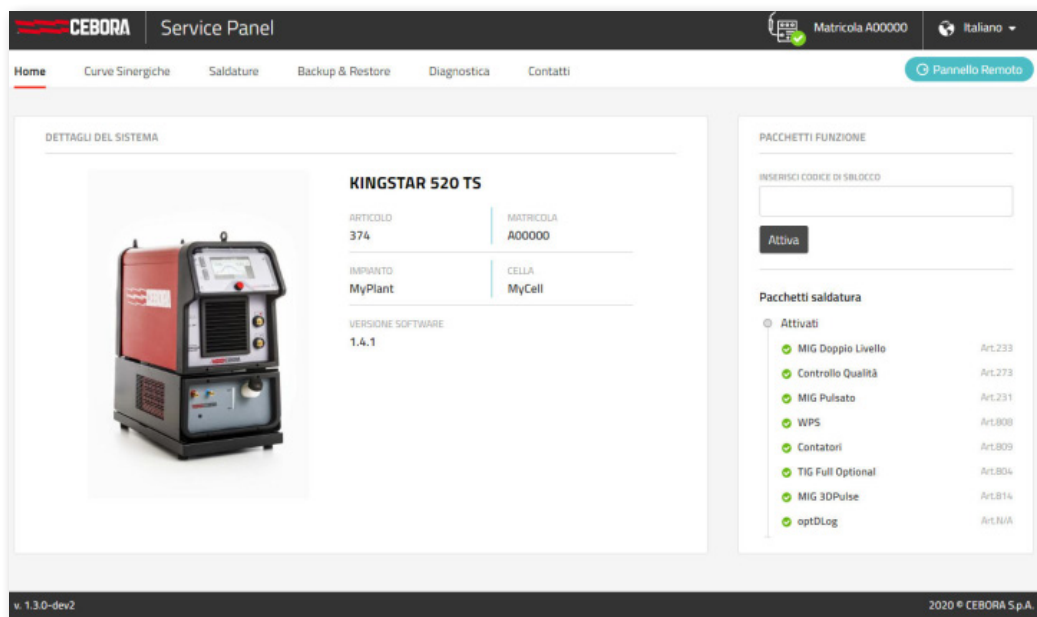 CEBORA Service Panel Matricola A00000 Italiano
Home Curve Sinergiche Saldature Backup & Restore Diagnostica Contatti Pannello Remoto
DETTAGLI DEL SISTEMA
KINGSTAR 520 TS
ARTICOLO MATRICOLA
374 A00000
IMPIANTO CELLA
MyPlant MyCell
VERSIONE SOFTWARE
1.4.1
CEBORA
PACCHETTI FUNZIONE
INSERISCI CODICE DI SBLOCCO
Attiva
Pacchetti saldatura
Attivati
MIG Doppio Livello Art.233
Controllo Qualità Art.273
MIG Pulsato Art.231
WPS Art.808
Contatori Art.809
TIG Full Optional Art.804
MIG 3DPulse Art.814
optDLog Art.N/A
v. 1.3.0-dev2 2020 © CEBORA S.p.A.